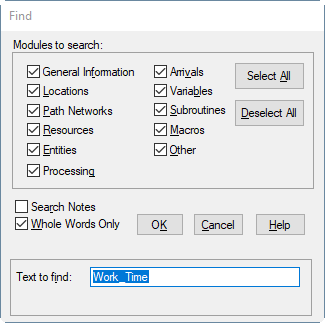 Find
Modules to search:
General Information
Locations
Path Networks
Resources
Entities
Processing
Arrivals
Variables
Subroutines
Macros
Other
Select All
Deselect All
Search Notes
Whole Words Only
OK
Cancel
Help
Text to find:
Work_Time